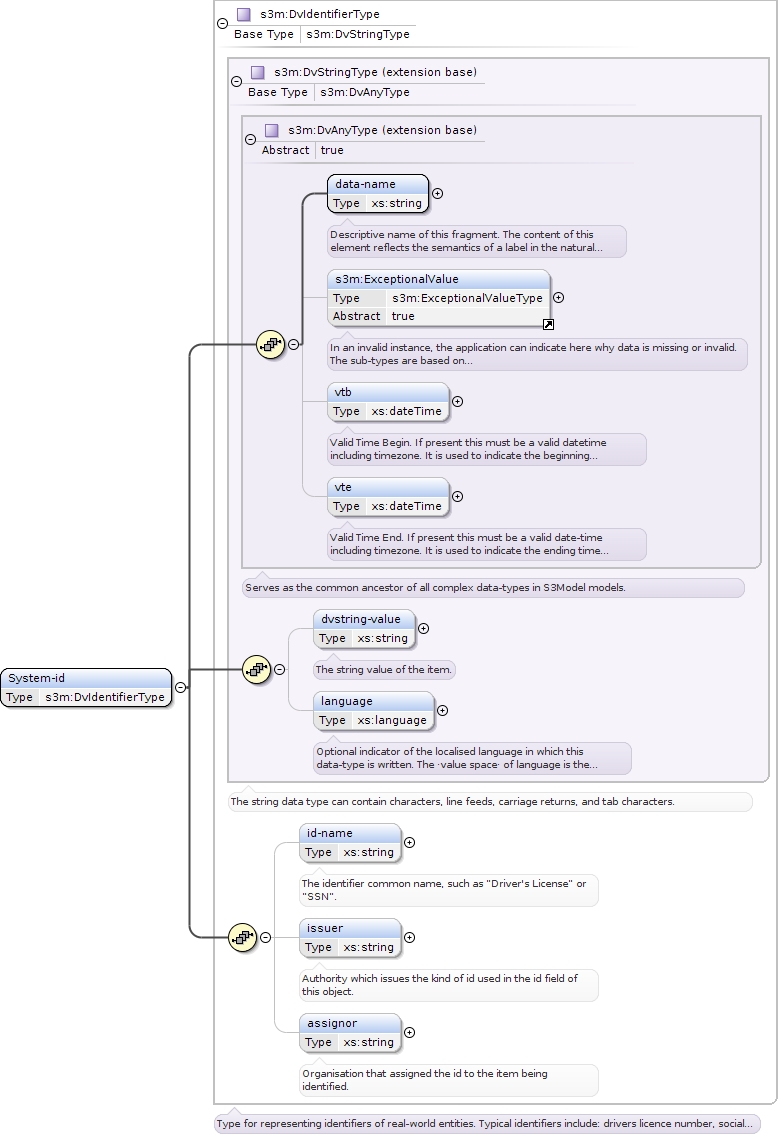 s3m:DvIdentifierType
Base Type s3m:DvStringType
s3m:DvStringType (extension base)
Base Type s3m:DvAnyType
s3m:DvAnyType (extension base)
Abstract true
data-name
Type xs:string
Descriptive name of this fragment. The content of this
element reflects the semantics of a label in the natural...
s3m:ExceptionalValue
Type s3m:ExceptionalValueType
Abstract true
In an invalid instance, the application can indicate here why data is missing or invalid.
The sub-types are based on...
vtb
Type xs:dateTime
Valid Time Begin. If present this must be a valid datetime
including timezone. It is used to indicate the beginning...
vte
Type xs:dateTime
Valid Time End. If present this must be a valid date-time
including timezone. It is used to indicate the ending time...
Serves as the common ancestor of all complex data-types in S3Model models.
dvstring-value
Type xs:string
The string value of the item.
System-id
Type s3m:DvIdentifierType
language
Type xs:language
Optional indicator of the localised language in which this
data-type is written. The ·value space· of language is the...
The string data type can contain characters, line feeds, carriage returns, and tab characters.
id-name
Type xs:string
The identifier common name, such as "Driver's License" or
"SSN".
issuer
Type xs:string
Authority which issues the kind of id used in the id field of
this object.
assignor
Type xs:string
Organisation that assigned the id to the item being
identified.
Type for representing identifiers of real-world entities. Typical identifiers include: drivers licence number, social...